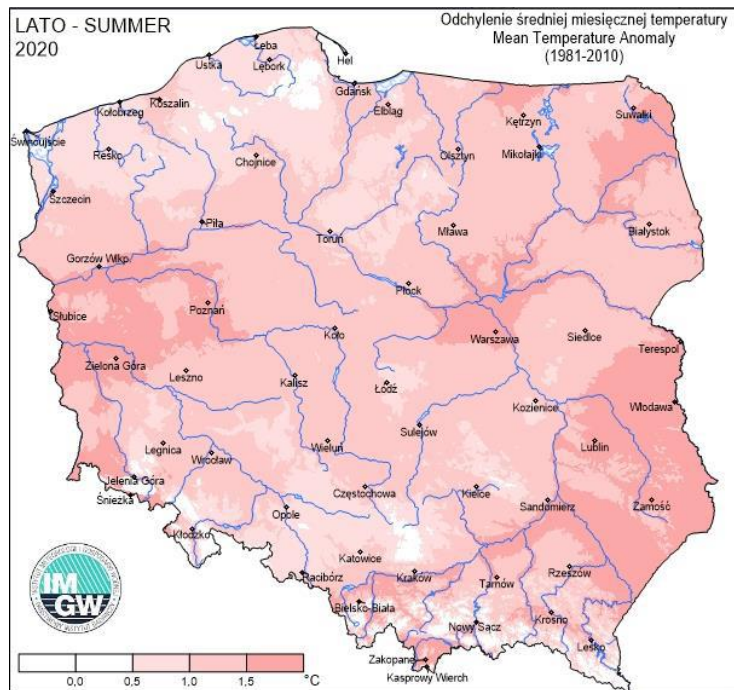 LATO - SUMMER
2020
Odchylenie średniej miesięcznej temperatury
Mean Temperature Anomaly
(1981-2010)
Łeba
Ustka
Lębork
Hel
Gdańsk
Kołobrzeg
Koszalin
Elbląg
Kętrzyn
Suwałki
Świnoujście
Resko
Chojnice
Olsztyn
Mikołajki
Szczecin
Piła
Toruń
Mława
Białystok
Gorzów Wlkp
Płock
Słubice
Poznań
Koło
Warszawa
Siedlce
Terespol
Zielona Góra
Leszno
Kalisz
Łódź
Kozienice
Włodawa
Legnica
Wrocław
Wieluń
Sulejów
Lublin
Jelenia Góra
Śnieżka
Częstochowa
Kielce
Sandomierz
Zamość
Opole
Kłodzko
Katowice
Racibórz
Kraków
Tarnów
Rzeszów
Bielsko-Biała
Nowy Sącz
Krosno
Lesko
Zakopane
Kasprowy Wierch
IM
GW
0,0 0,5 1,0 1,5 °C